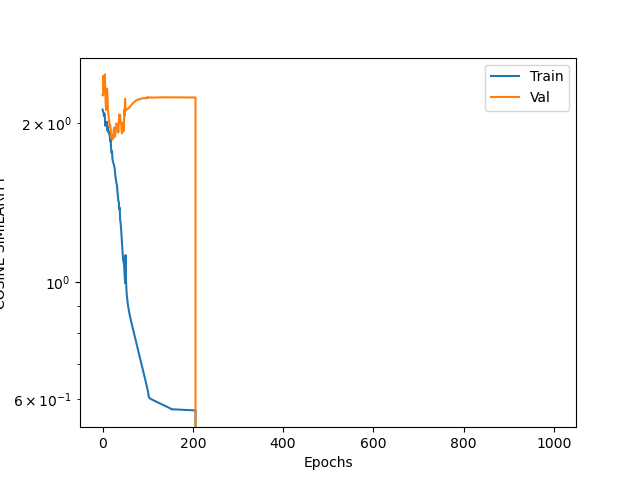 Train
Val
2 × 10⁰
10⁰
6 × 10⁻¹
COSINE SIMILARITY
0 200 400 600 800 1000
Epochs